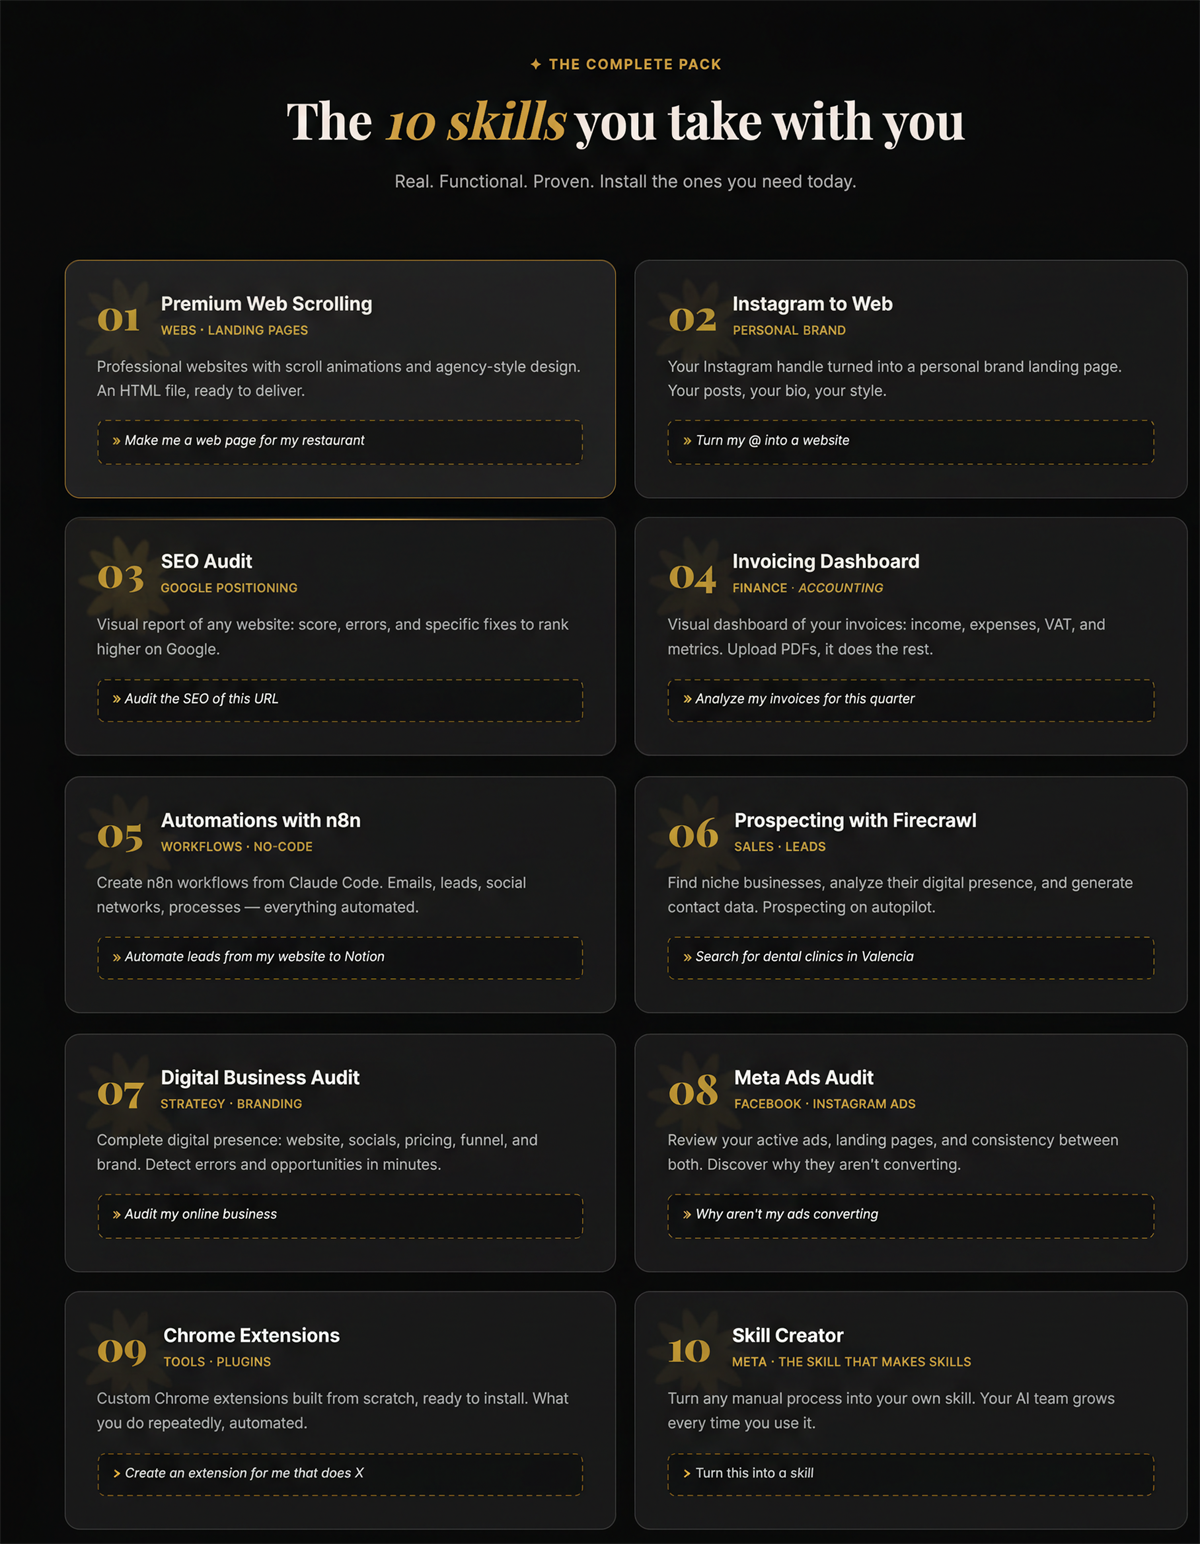 ✦ THE COMPLETE PACK
The 10 skills you take with you
Real. Functional. Proven. Install the ones you need today.
01
Premium Web Scrolling
WEBS · LANDING PAGES
Professional websites with scroll animations and agency-style design.
An HTML file, ready to deliver.
» Make me a web page for my restaurant
02
Instagram to Web
PERSONAL BRAND
Your Instagram handle turned into a personal brand landing page.
Your posts, your bio, your style.
» Turn my @ into a website
03
SEO Audit
GOOGLE POSITIONING
Visual report of any website: score, errors, and specific fixes to rank
higher on Google.
» Audit the SEO of this URL
04
Invoicing Dashboard
FINANCE · ACCOUNTING
Visual dashboard of your invoices: income, expenses, VAT, and
metrics. Upload PDFs, it does the rest.
» Analyze my invoices for this quarter
05
Automations with n8n
WORKFLOWS · NO-CODE
Create n8n workflows from Claude Code. Emails, leads, social
networks, processes — everything automated.
» Automate leads from my website to Notion
06
Prospecting with Firecrawl
SALES · LEADS
Find niche businesses, analyze their digital presence, and generate
contact data. Prospecting on autopilot.
» Search for dental clinics in Valencia
07
Digital Business Audit
STRATEGY · BRANDING
Complete digital presence: website, socials, pricing, funnel, and
brand. Detect errors and opportunities in minutes.
» Audit my online business
08
Meta Ads Audit
FACEBOOK · INSTAGRAM ADS
Review your active ads, landing pages, and consistency between
both. Discover why they aren't converting.
» Why aren't my ads converting
09
Chrome Extensions
TOOLS · PLUGINS
Custom Chrome extensions built from scratch, ready to install. What
you do repeatedly, automated.
> Create an extension for me that does X
10
Skill Creator
META · THE SKILL THAT MAKES SKILLS
Turn any manual process into your own skill. Your AI team grows
every time you use it.
> Turn this into a skill